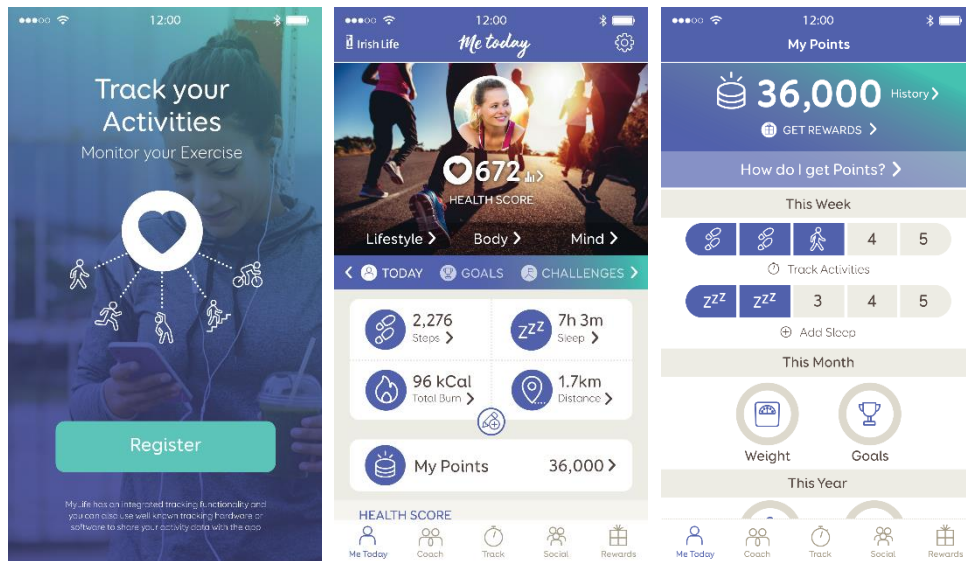 12:00
Track your
Activities
Monitor your Exercise
Register
MyLife has an integrated tracking functionality and
you can also use well known tracking hardware or
software to share your activity data with the app
12:00
Irish Life
Me today
672
HEALTH SCORE
Lifestyle
Body
Mind
TODAY
GOALS
CHALLENGES
2,276
Steps
7h 3m
Sleep
96 kCal
Total Burn
1.7km
Distance
My Points
36,000
HEALTH SCORE
Me Today
Coach
Track
Social
Rewards
12:00
My Points
36,000
History
GET REWARDS
How do I get Points?
This Week
4
5
Track Activities
zzz
zzz
3
4
5
Add Sleep
This Month
Weight
Goals
This Year
Me Today
Coach
Track
Social
Rewards